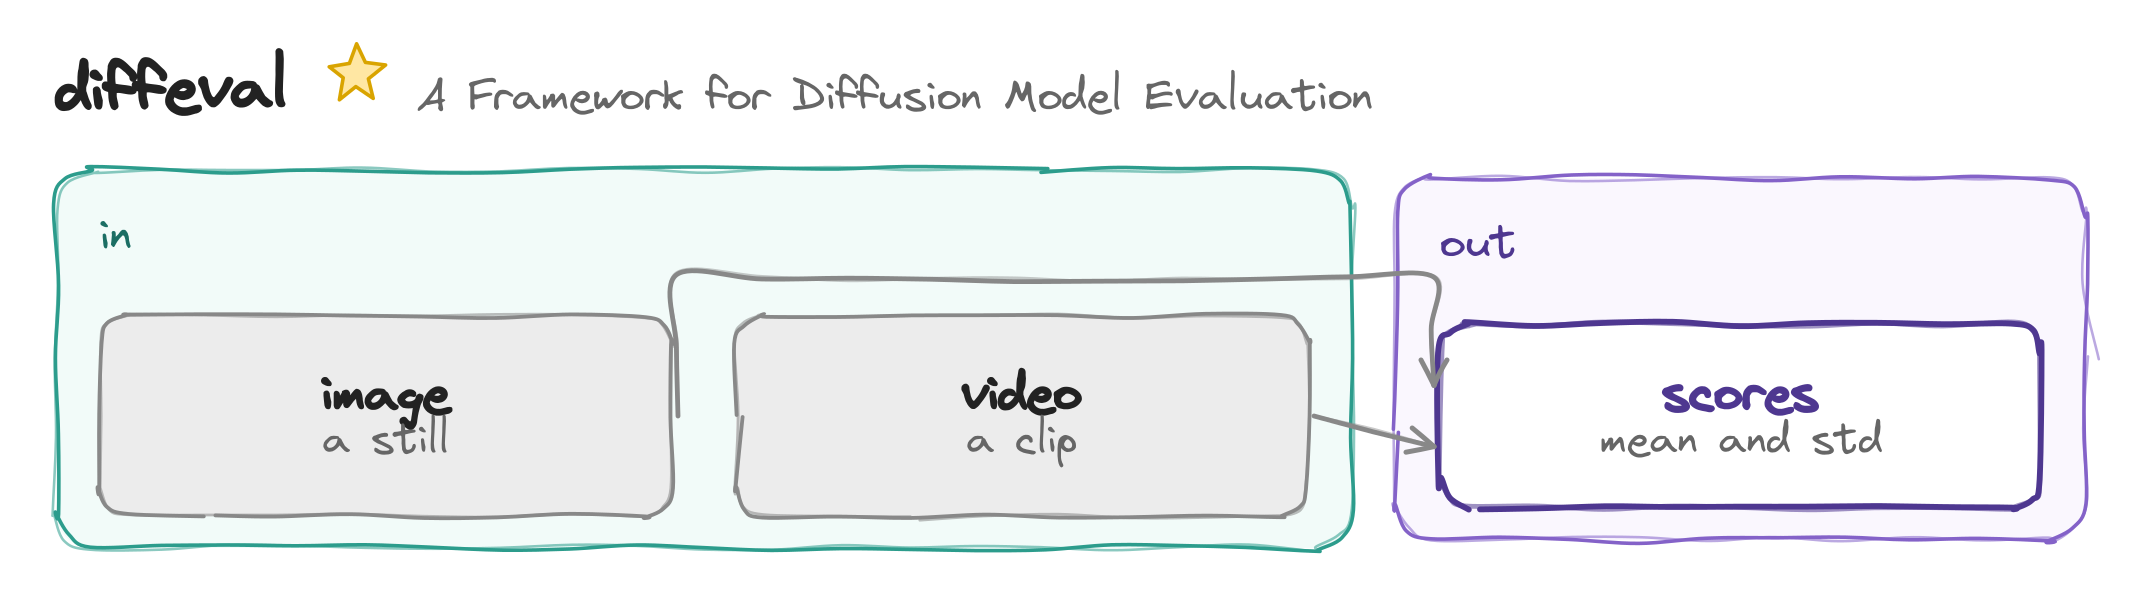 diffeval
A Framework for Diffusion Model Evaluation
in
image
a still
video
a clip
out
scores
mean and std